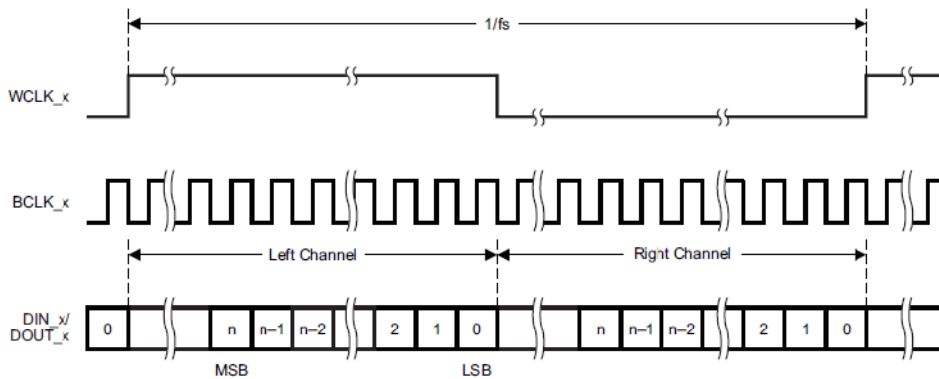 1/fs
WCLK_x
BCLK_x
Left Channel Right Channel
DIN_x/
DOUT_x
0 n n–1 n–2 2 1 0 n n–1 n–2 2 1 0
MSB LSB